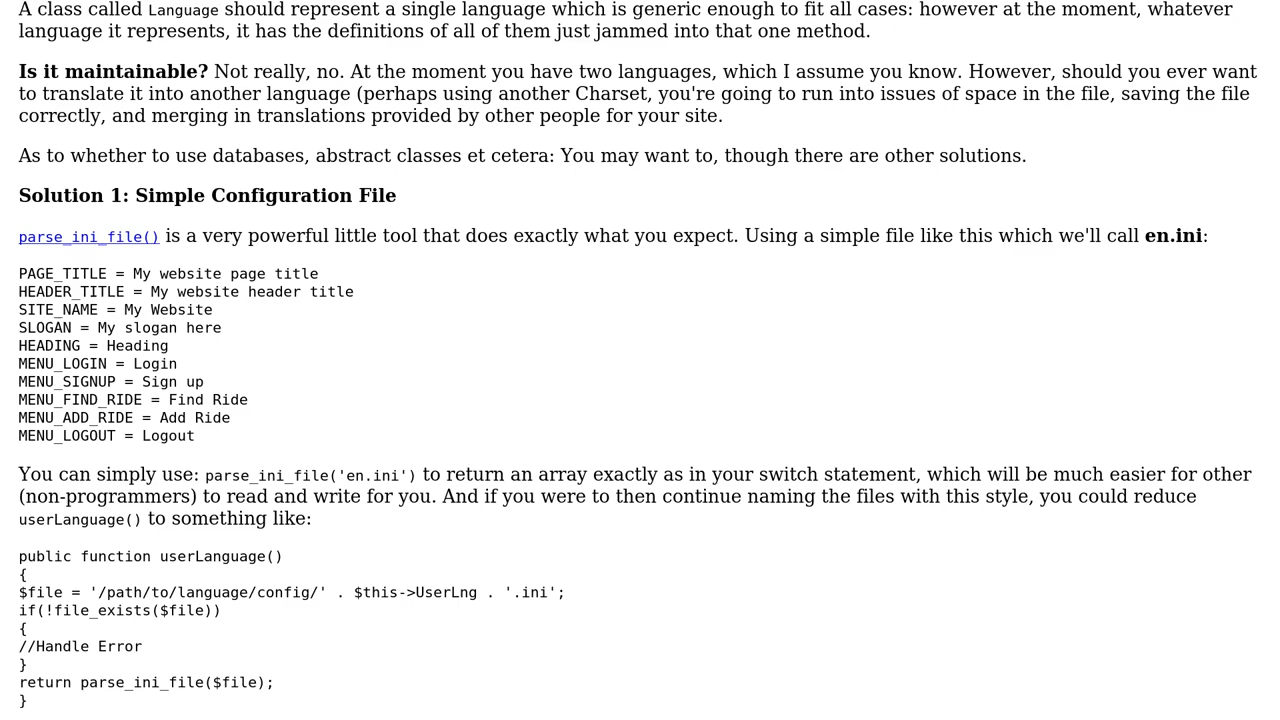 A class called Language should represent a single language which is generic enough to fit all cases: however at the moment, whatever
language it represents, it has the definitions of all of them just jammed into that one method.
Is it maintainable? Not really, no. At the moment you have two languages, which I assume you know. However, should you ever want
to translate it into another language (perhaps using another Charset, you're going to run into issues of space in the file, saving the file
correctly, and merging in translations provided by other people for your site.
As to whether to use databases, abstract classes et cetera: You may want to, though there are other solutions.
Solution 1: Simple Configuration File
parse_ini_file() is a very powerful little tool that does exactly what you expect. Using a simple file like this which we'll call en.ini:
PAGE_TITLE = My website page title
HEADER_TITLE = My website header title
SITE_NAME = My Website
SLOGAN = My slogan here
HEADING = Heading
MENU_LOGIN = Login
MENU_SIGNUP = Sign up
MENU_FIND_RIDE = Find Ride
MENU_ADD_RIDE = Add Ride
MENU_LOGOUT = Logout
You can simply use: parse_ini_file('en.ini') to return an array exactly as in your switch statement, which will be much easier for other
(non-programmers) to read and write for you. And if you were to then continue naming the files with this style, you could reduce
userLanguage() to something like:
public function userLanguage()
{
$file = '/path/to/language/config/' . $this->UserLng . '.ini';
if(!file_exists($file))
{
//Handle Error
}
return parse_ini_file($file);
}